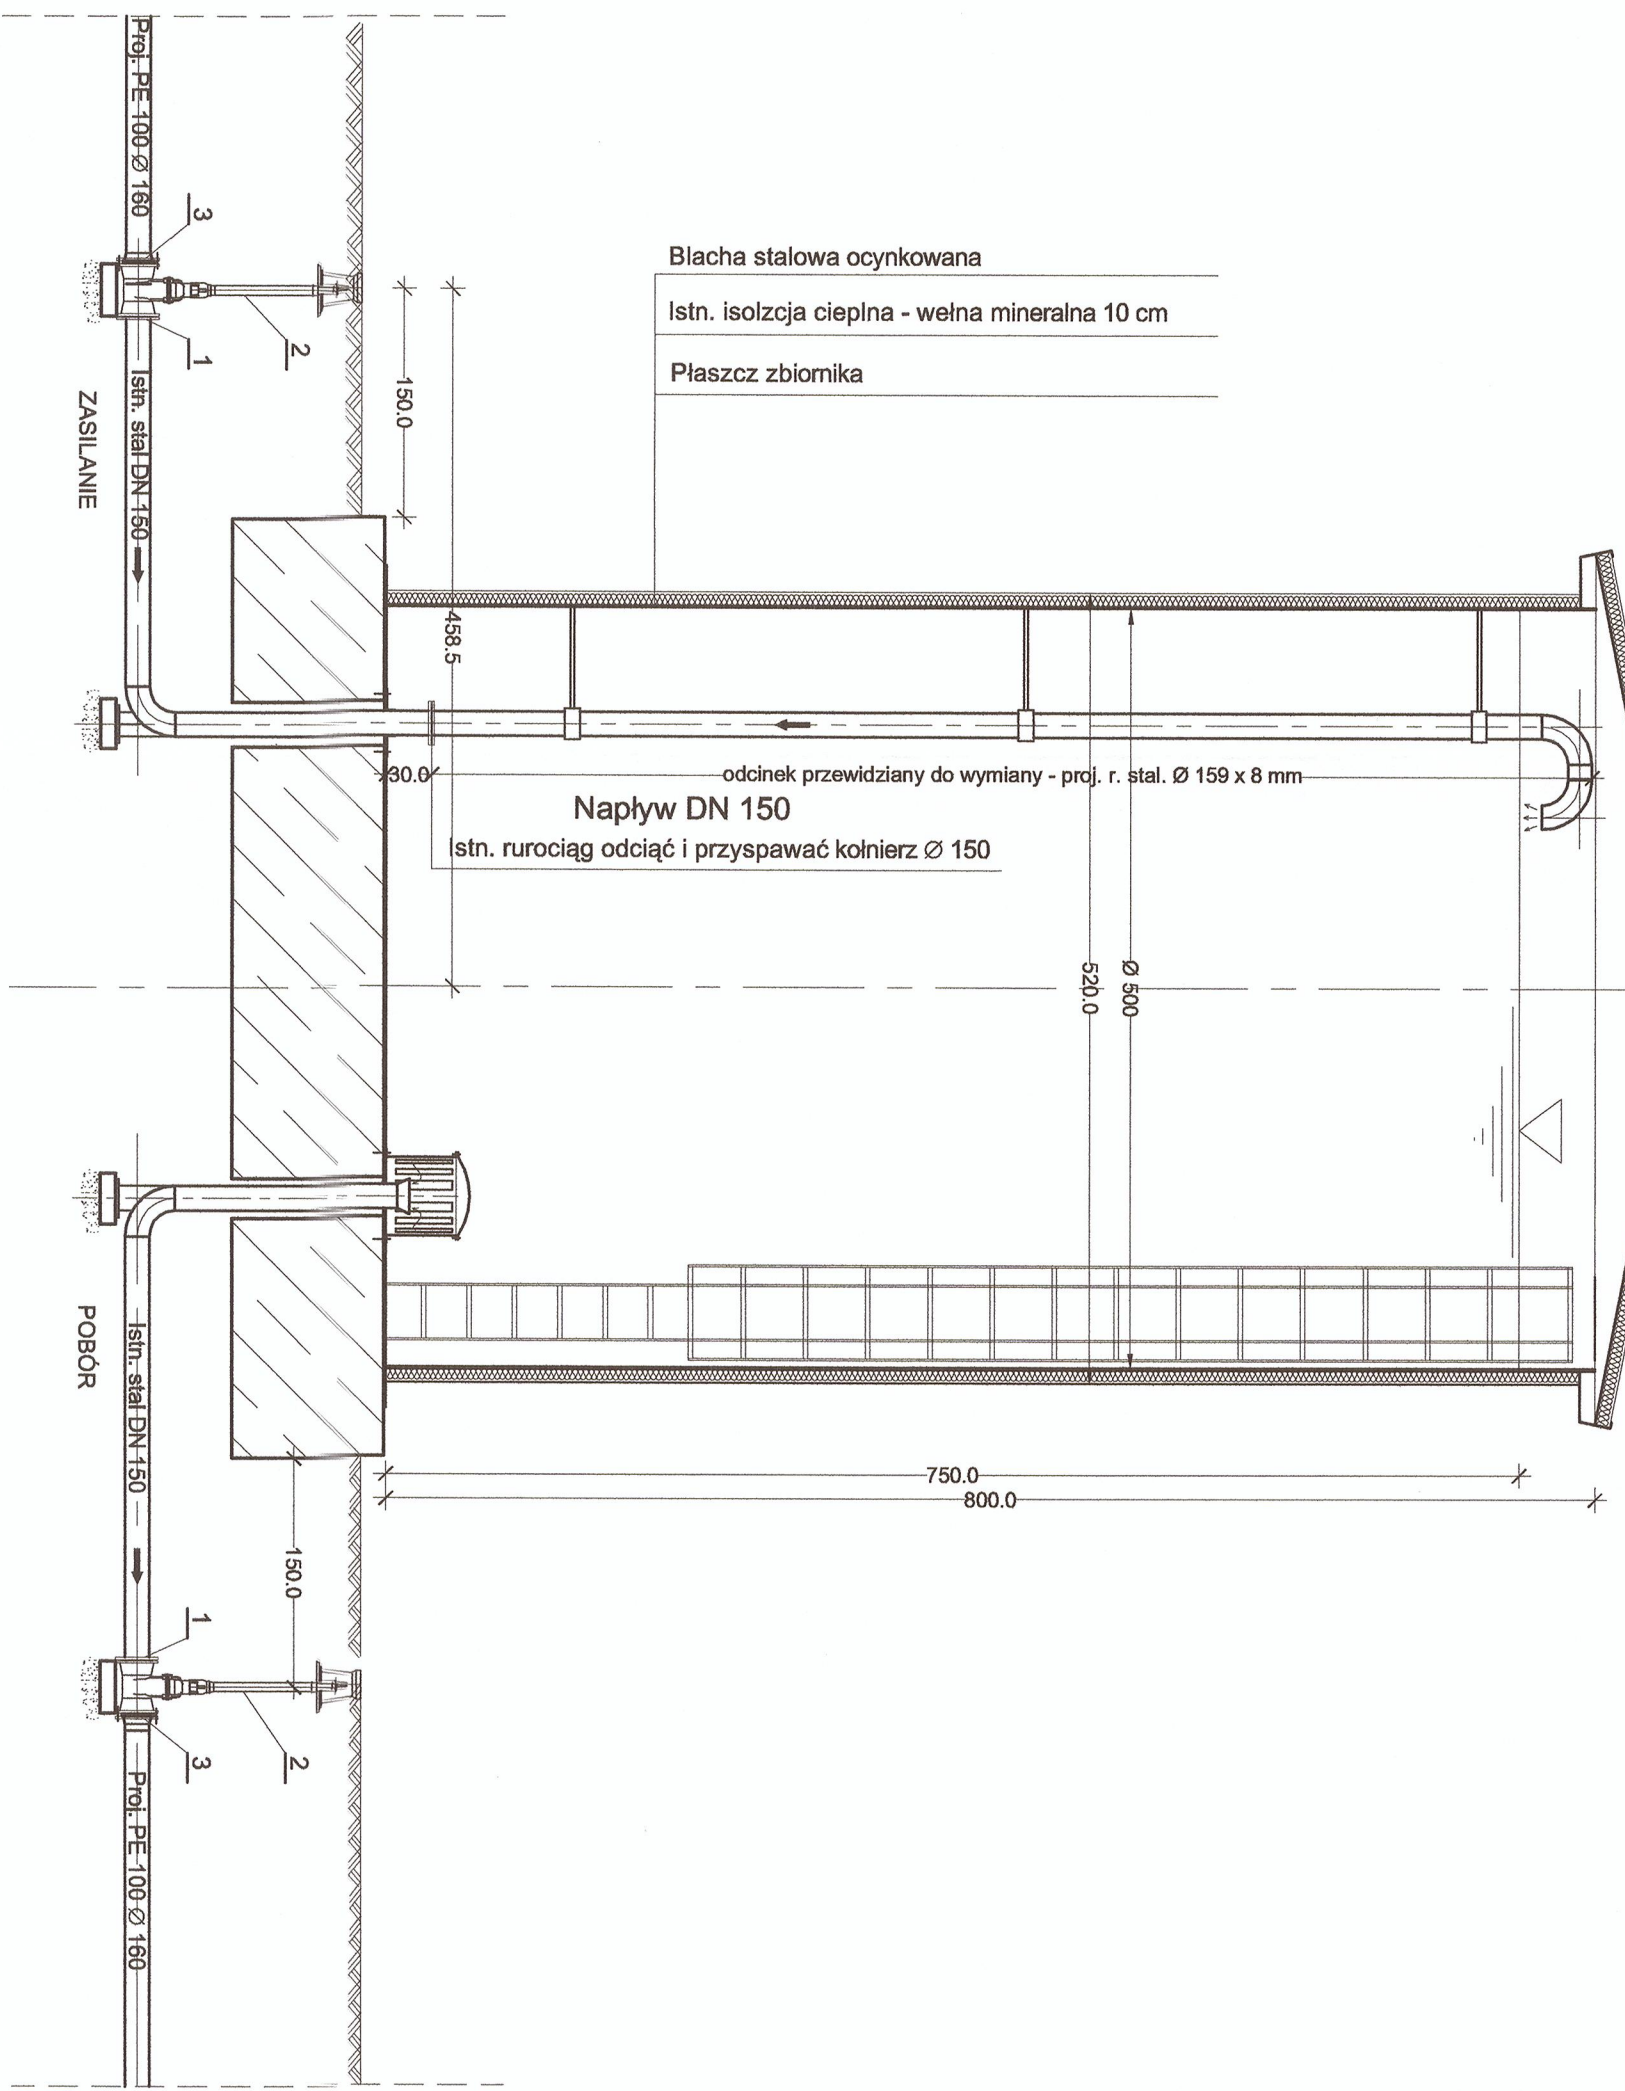 Blacha stalowa ocynkowana
Istn. isolzcja cieplna - wełna mineralna 10 cm
Płaszcz zbiornika
Proj. PE 100 Ø 160
3
1
2
Istn. stal DN 150
ZASILANIE
150.0
458.5
30.0
odcinek przewidziany do wymiany - proj. r. stal. Ø 159 x 8 mm
Napływ DN 150
Istn. rurociąg odciąć i przyspawać kołnierz Ø 150
520.0
Ø 500
750.0
800.0
POBÓR
Istn. stal DN 150
150.0
1
2
3
Proj. PE 100 Ø 160